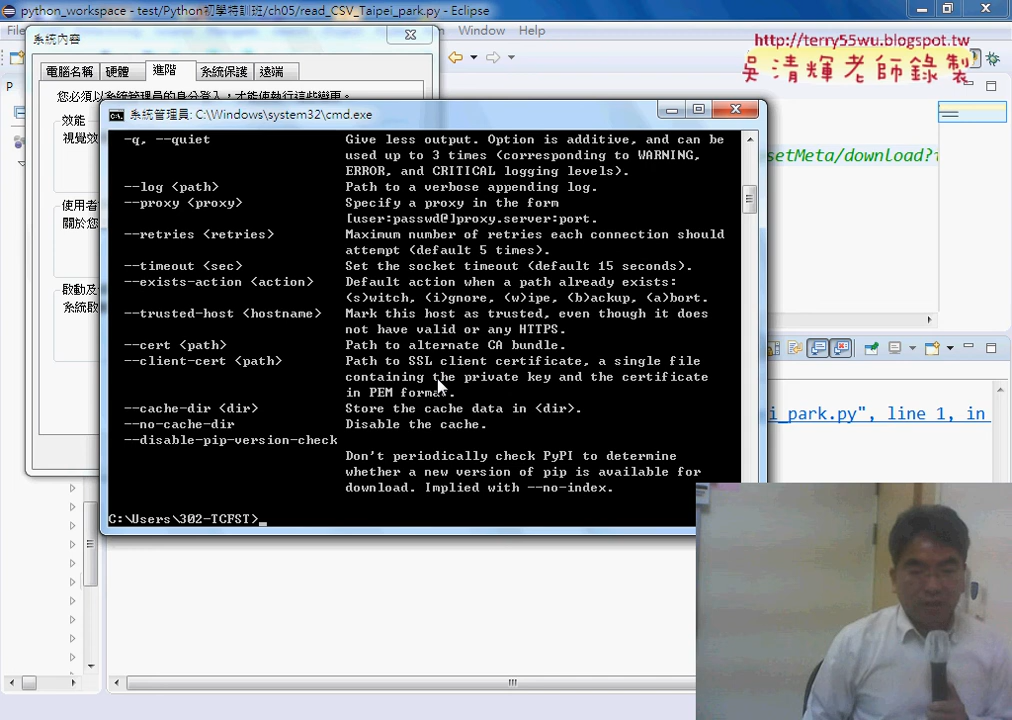 python_workspace - test/Python初學特訓班/ch05/read_CSV_Taipei_park.py - Eclipse
Window Help
http://terry55wu.blogspot.tw
吳清輝老師錄製
系統內容
電腦名稱 硬體 進階 系統保護 遠端
您必須以系統管理員的身分登入，才能執行這些變更。
效能
視覺效
使用者
關於您
啟動及
系統啟
系統管理員: C:\Windows\system32\cmd.exe
-q, --quiet Give less output. Option is additive, and can be
used up to 3 times (corresponding to WARNING,
ERROR, and CRITICAL logging levels).
--log <path> Path to a verbose appending log.
--proxy <proxy> Specify a proxy in the form
[user:passwd@]proxy.server:port.
--retries <retries> Maximum number of retries each connection should
attempt (default 5 times).
--timeout <sec> Set the socket timeout (default 15 seconds).
--exists-action <action> Default action when a path already exists:
(s)witch, (i)gnore, (w)ipe, (b)ackup, (a)bort.
--trusted-host <hostname> Mark this host as trusted, even though it does
not have valid or any HTTPS.
--cert <path> Path to alternate CA bundle.
--client-cert <path> Path to SSL client certificate, a single file
containing the private key and the certificate
in PEM format.
--cache-dir <dir> Store the cache data in <dir>.
--no-cache-dir Disable the cache.
--disable-pip-version-check
Don't periodically check PyPI to determine
whether a new version of pip is available for
download. Implied with --no-index.
C:\Users\302-TCFST>_
setMeta/download?
i_park.py", line 1, in